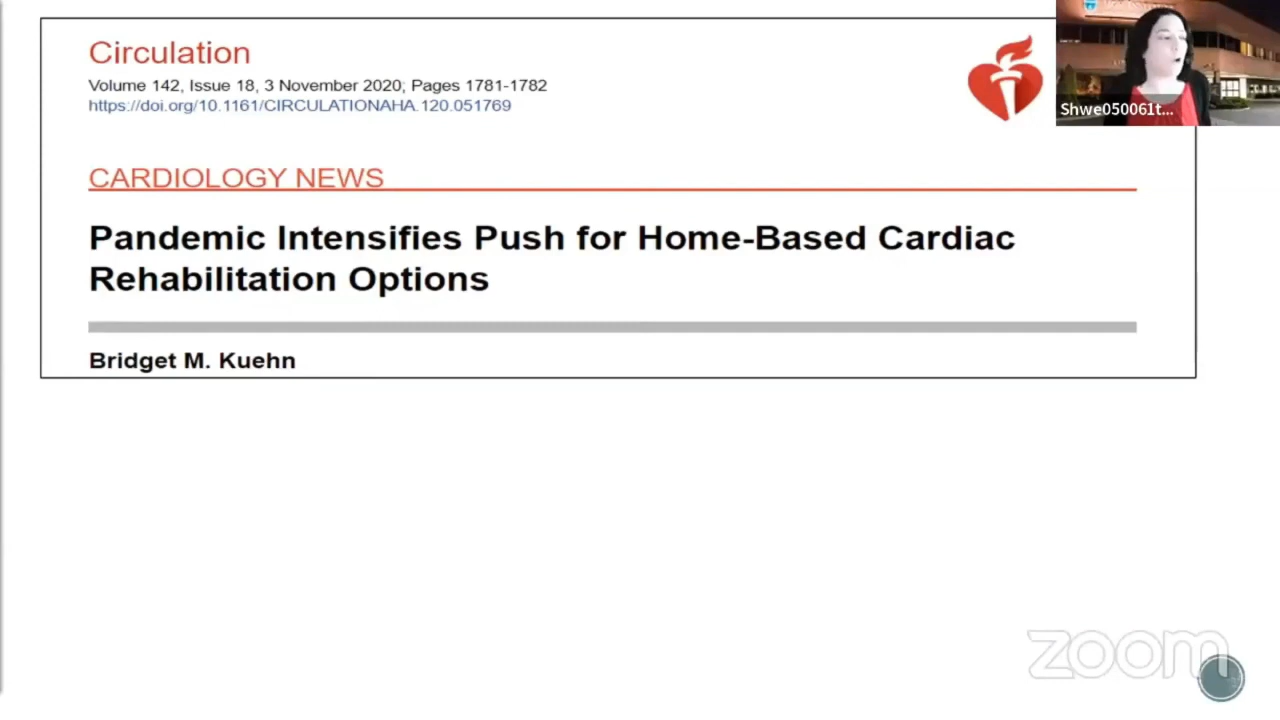 Circulation
Volume 142, Issue 18, 3 November 2020; Pages 1781-1782
https://doi.org/10.1161/CIRCULATIONAHA.120.051769
Shwe050061t...
CARDIOLOGY NEWS
Pandemic Intensifies Push for Home-Based Cardiac
Rehabilitation Options
Bridget M. Kuehn
zoom